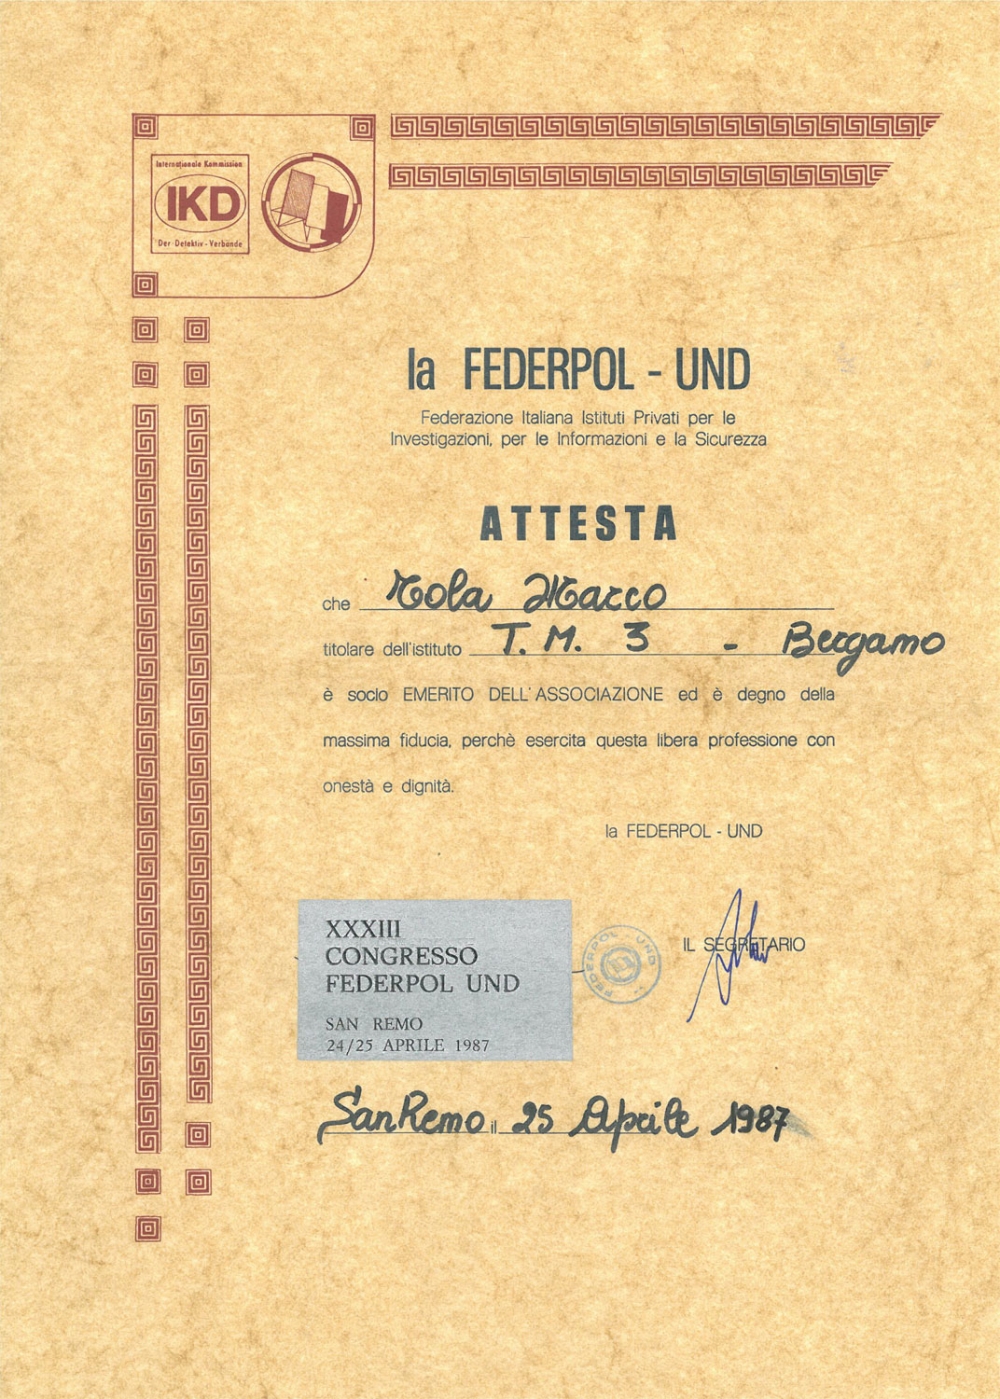 Internationale Kommission
IKD
Der Detektiv - Verbände
la FEDERPOL - UND
Federazione Italiana Istituti Privati per le
Investigazioni, per le Informazioni e la Sicurezza
ATTESTA
che Tola Marco
titolare dell'istituto T. M. 3 - Bergamo
è socio EMERITO DELL'ASSOCIAZIONE ed è degno della
massima fiducia, perchè esercita questa libera professione con
onestà e dignità.
la FEDERPOL - UND
XXXIII
CONGRESSO
FEDERPOL UND
SAN REMO
24/25 APRILE 1987
FEDERPOL UND
IL SEGRETARIO
San Remo il 25 Aprile 1987